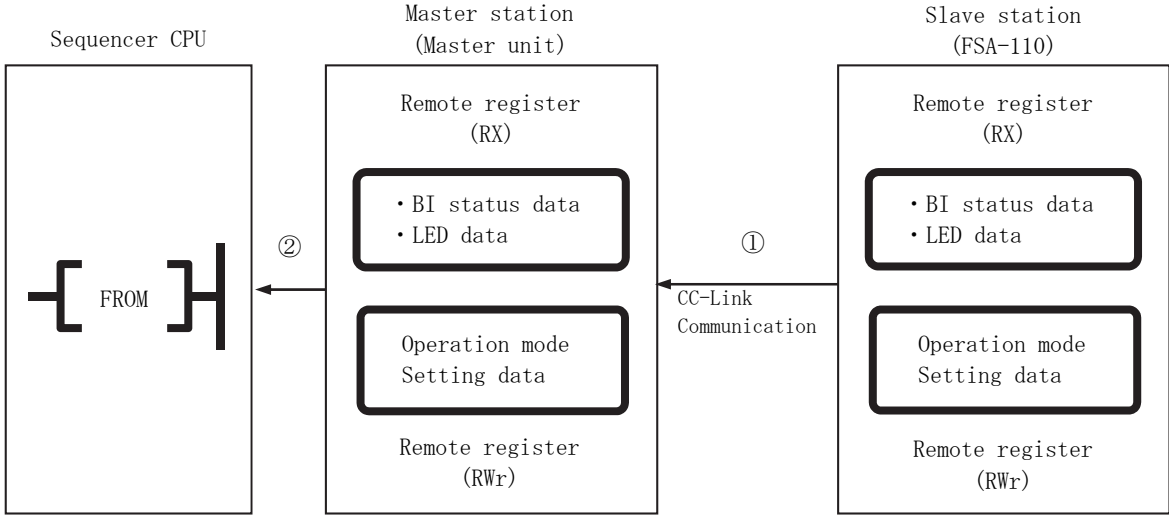 Sequencer CPU
FROM
②
Master station
(Master unit)
Remote register
(RX)
・BI status data
・LED data
Operation mode
Setting data
Remote register
(RWr)
①
CC-Link
Communication
Slave station
(FSA-110)
Remote register
(RX)
・BI status data
・LED data
Operation mode
Setting data
Remote register
(RWr)